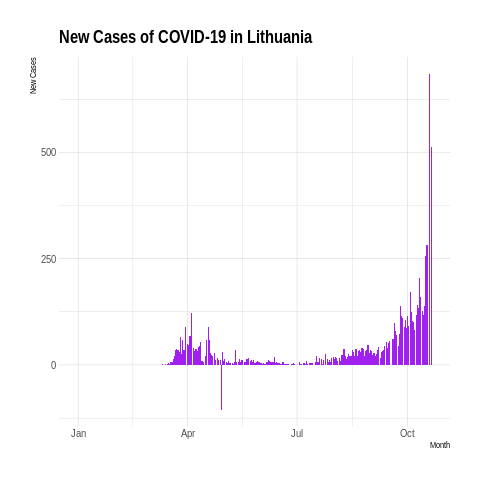 New Cases of COVID-19 in Lithuania
New Cases
500
250
0
Jan Apr Jul Oct
Month